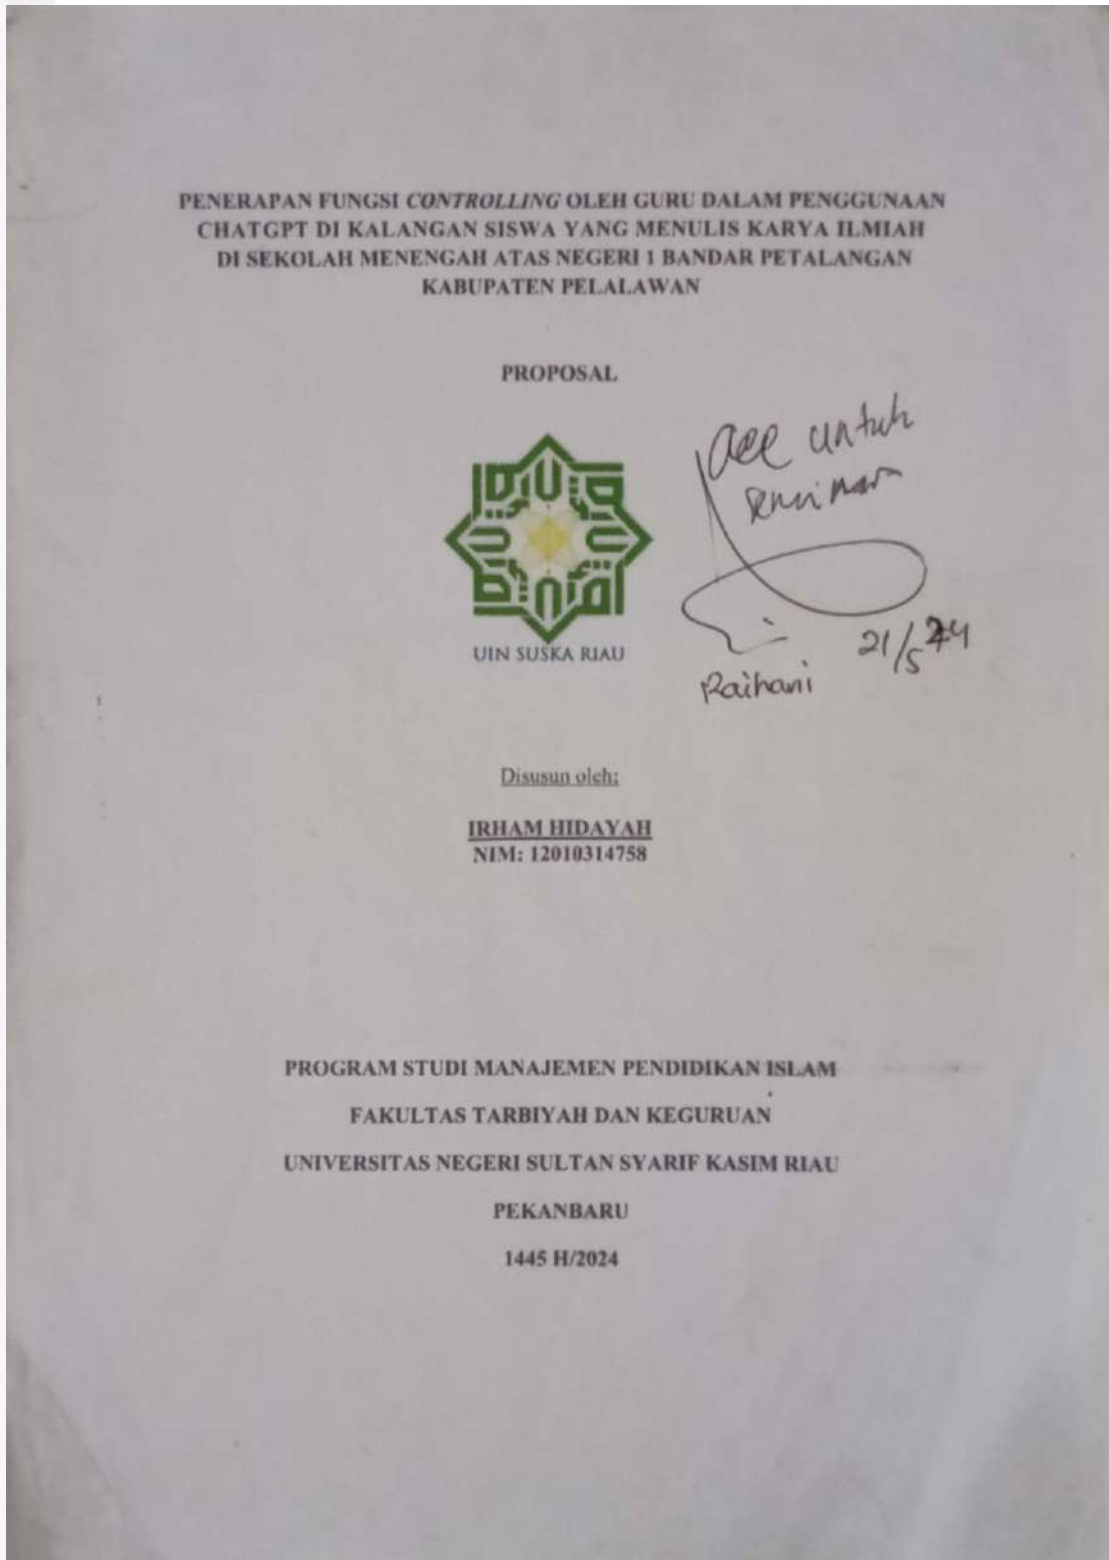 PENERAPAN FUNGSI CONTROLLING OLEH GURU DALAM PENGGUNAAN
CHATGPT DI KALANGAN SISWA YANG MENULIS KARYA ILMIAH
DI SEKOLAH MENENGAH ATAS NEGERI 1 BANDAR PETALANGAN
KABUPATEN PELALAWAN
PROPOSAL
acc untuk
seminar
UIN SUSKA RIAU
21/5 24
Raihani
Disusun oleh:
IRHAM HIDAYAH
NIM: 12010314758
PROGRAM STUDI MANAJEMEN PENDIDIKAN ISLAM
FAKULTAS TARBIYAH DAN KEGURUAN
UNIVERSITAS NEGERI SULTAN SYARIF KASIM RIAU
PEKANBARU
1445 H/2024